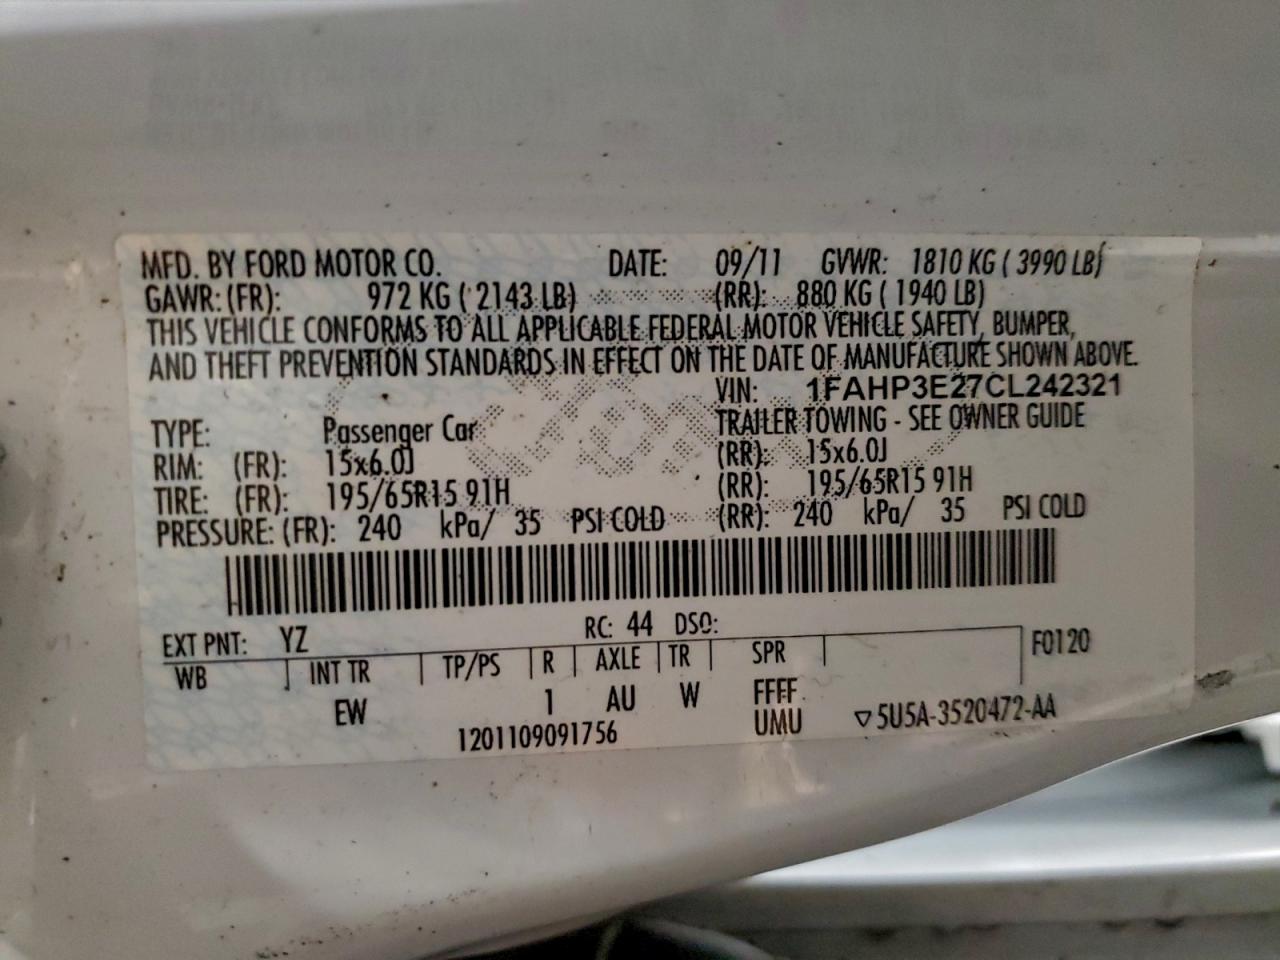 MFD. BY FORD MOTOR CO. DATE: 09/11 GVWR: 1810 KG ( 3990 LB)
GAWR: (FR): 972 KG ( 2143 LB) (RR): 880 KG ( 1940 LB)
THIS VEHICLE CONFORMS TO ALL APPLICABLE FEDERAL MOTOR VEHICLE SAFETY, BUMPER,
AND THEFT PREVENTION STANDARDS IN EFFECT ON THE DATE OF MANUFACTURE SHOWN ABOVE.
VIN: 1FAHP3E27CL242321
TYPE: Passenger Car TRAILER TOWING - SEE OWNER GUIDE
RIM: (FR): 15x6.0J (RR): 15x6.0J
TIRE: (FR): 195/65R15 91H (RR): 195/65R15 91H
PRESSURE: (FR): 240 kPa/ 35 PSI COLD (RR): 240 kPa/ 35 PSI COLD
EXT PNT: YZ RC: 44 DSO:
WB INT TR TP/PS R AXLE TR SPR F0120
EW 1 AU W FFFF
1201109091756 UMU ▽5U5A-3520472-AA